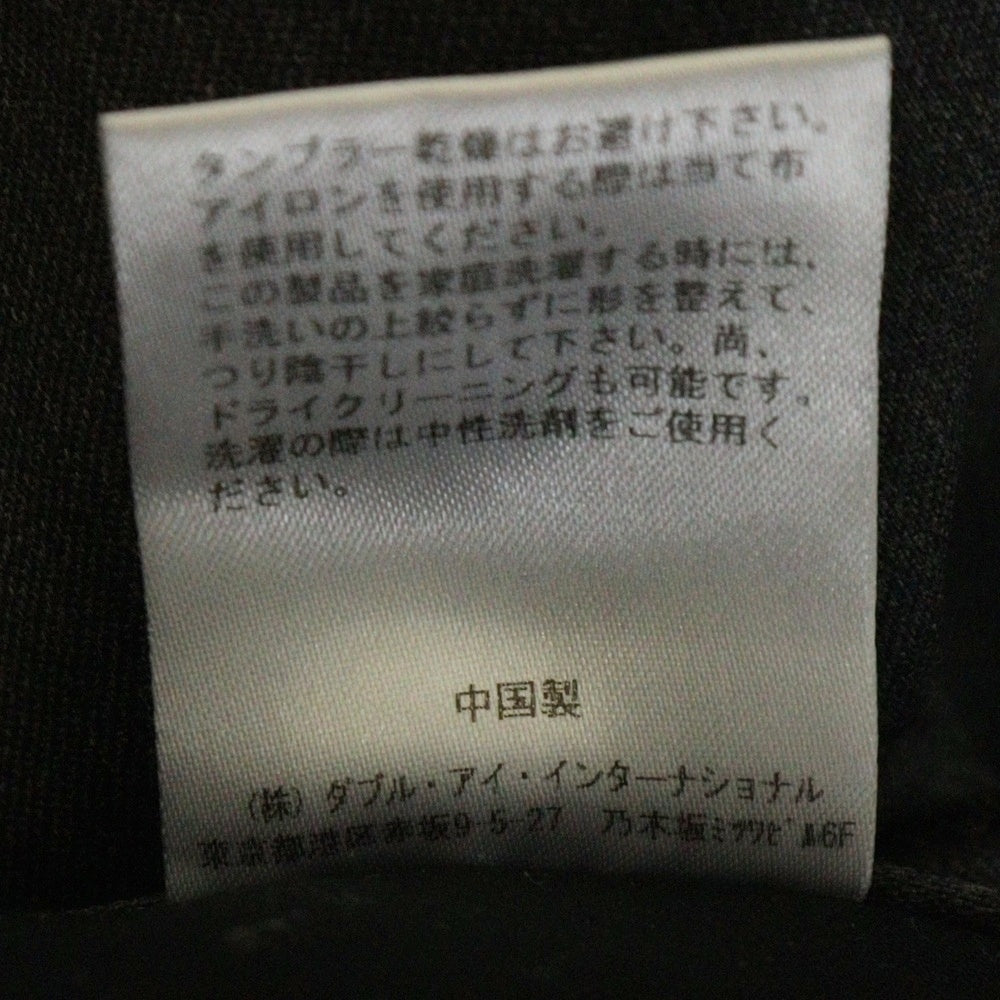 タンブラー乾燥はお避け下さい。
アイロンを使用する際は当て布
を使用してください。
この製品を家庭洗濯する時には、
手洗いの上絞らずに形を整えて、
つり陰干しにして下さい。尚、
ドライクリーニングも可能です。
洗濯の際は中性洗剤をご使用く
ださい。
中国製
(株)ダブル・アイ・インターナショナル
東京都港区赤坂9-5-27 乃木坂ミツワビル6F